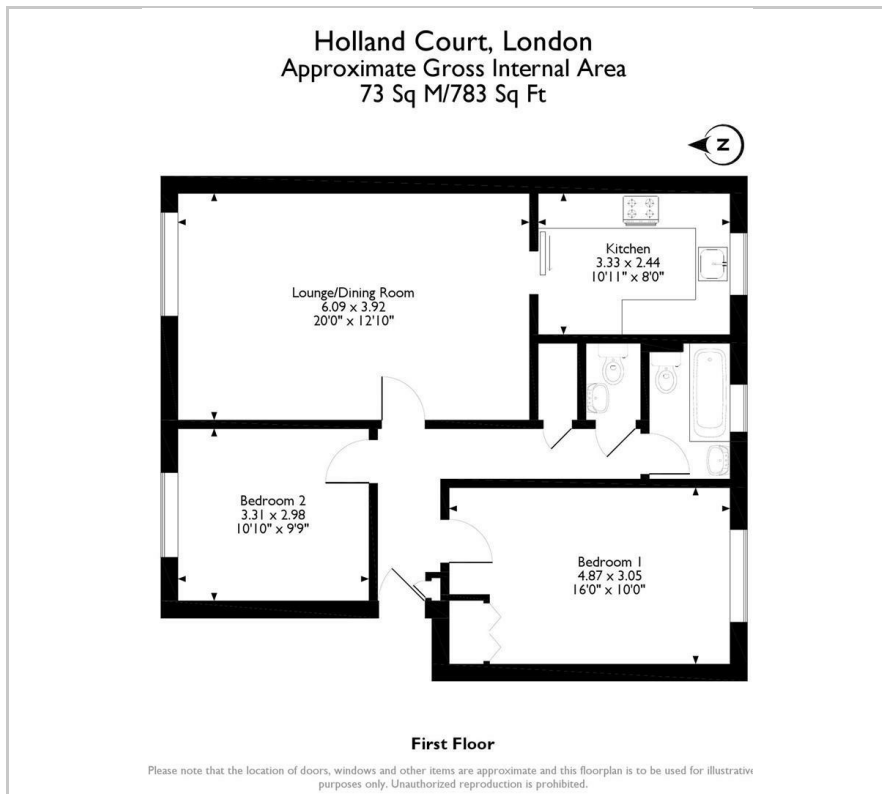 Holland Court, London
Approximate Gross Internal Area
73 Sq M/783 Sq Ft
N
Kitchen
3.33 x 2.44
10'11" x 8'0"
Lounge/Dining Room
6.09 x 3.92
20'0" x 12'10"
Bedroom 2
3.31 x 2.98
10'10" x 9'9"
Bedroom 1
4.87 x 3.05
16'0" x 10'0"
First Floor
Please note that the location of doors, windows and other items are approximate and this floorplan is to be used for illustrative
purposes only. Unauthorized reproduction is prohibited.